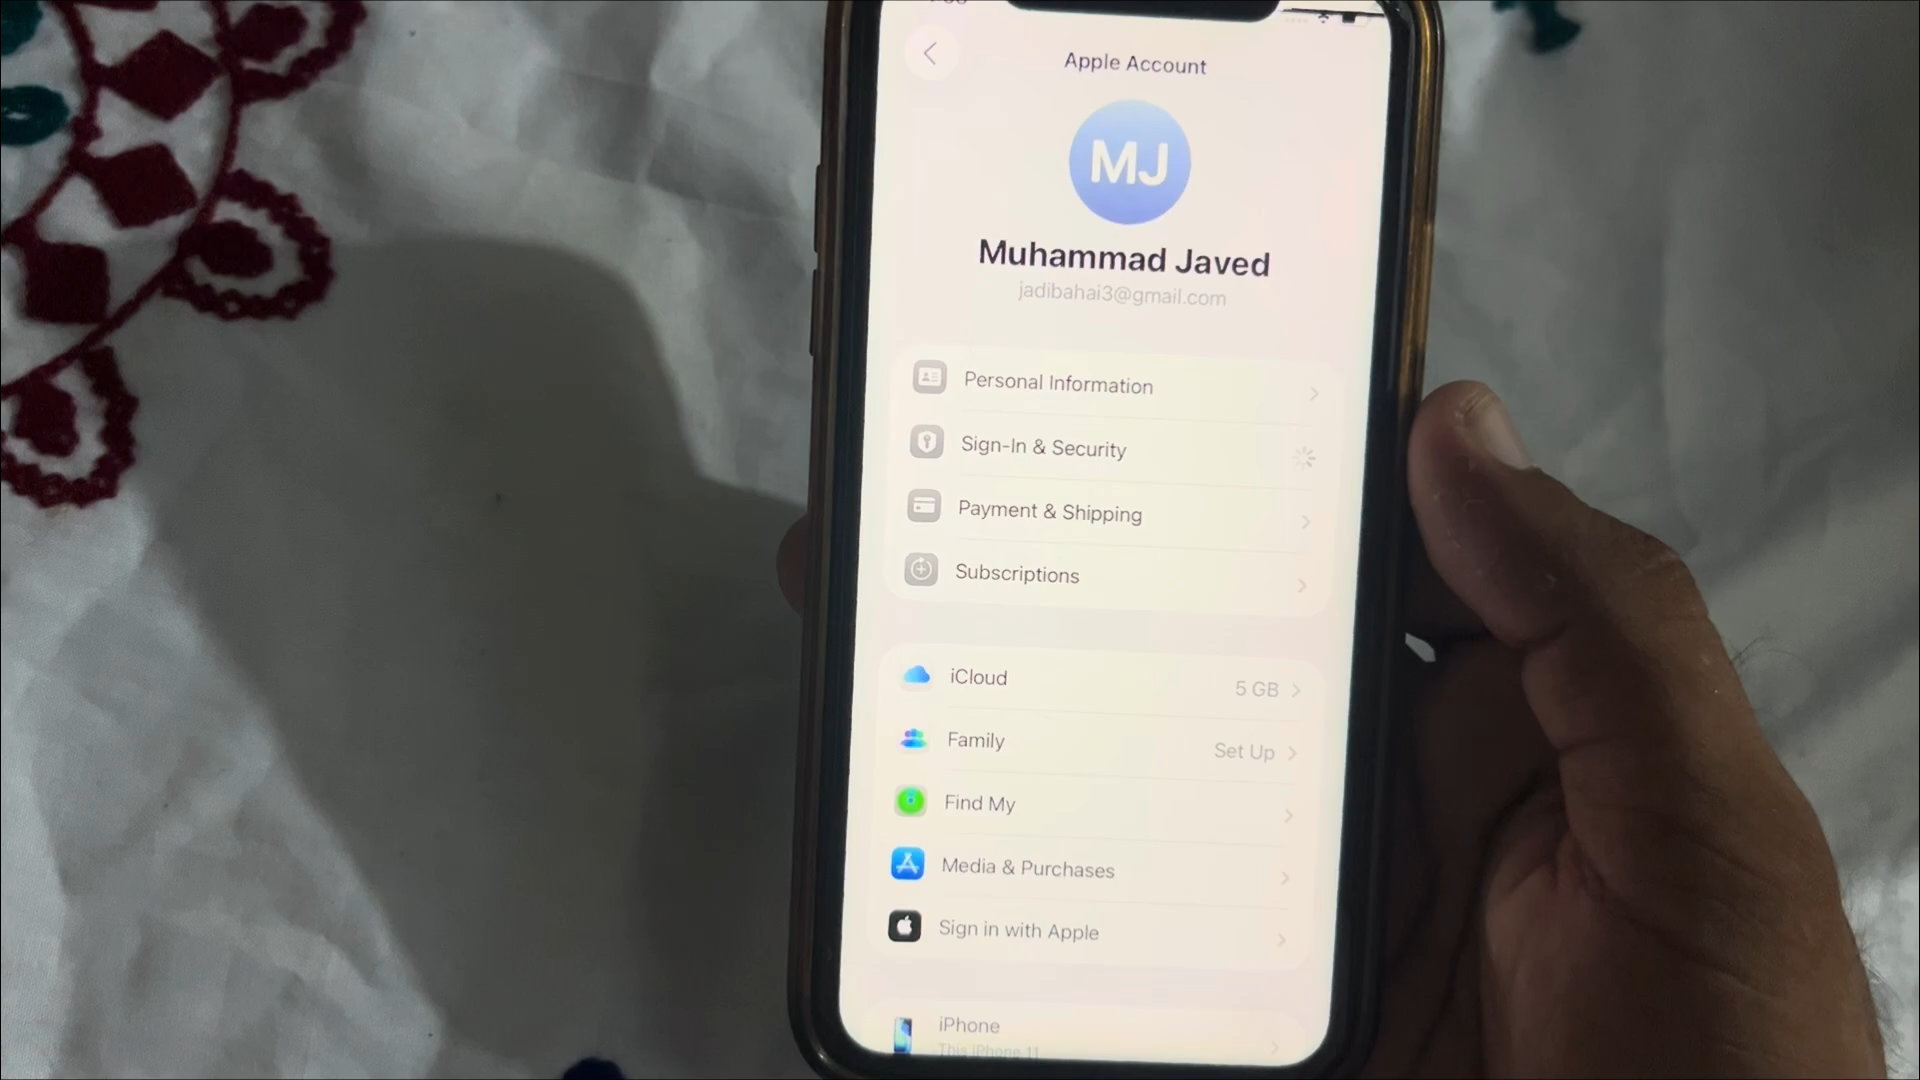 Apple Account
MJ
Muhammad Javed
jadibahai3@gmail.com
Personal Information
Sign-In & Security
Payment & Shipping
Subscriptions
iCloud
5 GB
Family
Set Up
Find My
Media & Purchases
Sign in with Apple
iPhone
This iPhone 11